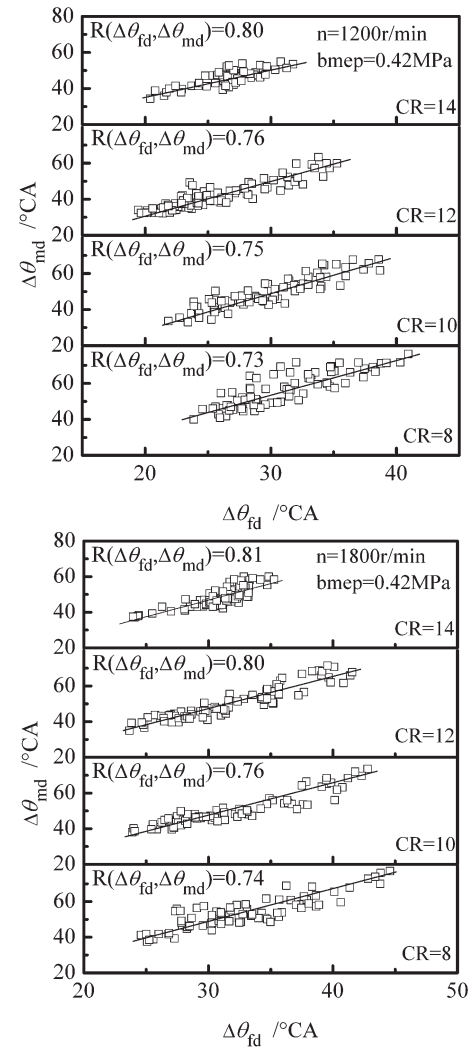 80
R(Δθfd,Δθmd)=0.80
n=1200r/min
60
bmep=0.42MPa
40
CR=14
20
R(Δθfd,Δθmd)=0.76
60
40
CR=12
20
R(Δθfd,Δθmd)=0.75
60
40
CR=10
20
R(Δθfd,Δθmd)=0.73
60
40
CR=8
20
Δθmd /°CA
20 30 40
Δθfd /°CA
80
R(Δθfd,Δθmd)=0.81
n=1800r/min
60
bmep=0.42MPa
40
CR=14
20
R(Δθfd,Δθmd)=0.80
60
40
CR=12
20
R(Δθfd,Δθmd)=0.76
60
40
CR=10
20
R(Δθfd,Δθmd)=0.74
60
40
CR=8
20
Δθmd /°CA
20 30 40 50
Δθfd /°CA